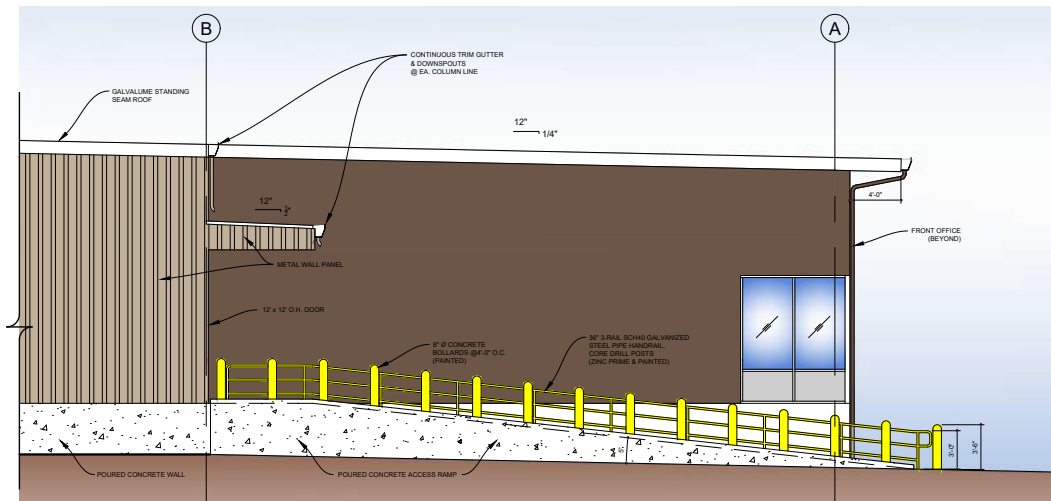 B
A
CONTINUOUS TRIM GUTTER
& DOWNSPOUTS
@ EA. COLUMN LINE
GALVALUME STANDING
SEAM ROOF
12"
1/4"
4'-0"
12"
1/2"
FRONT OFFICE
(BEYOND)
METAL WALL PANEL
12' x 12' O.H. DOOR
8" Ø CONCRETE
BOLLARDS @4'-0" O.C.
(PAINTED)
36" 3-RAIL SCH40 GALVANIZED
STEEL PIPE HANDRAIL,
CORE DRILL POSTS
(ZINC PRIME & PAINTED)
3'-0"
3'-6"
POURED CONCRETE WALL
POURED CONCRETE ACCESS RAMP